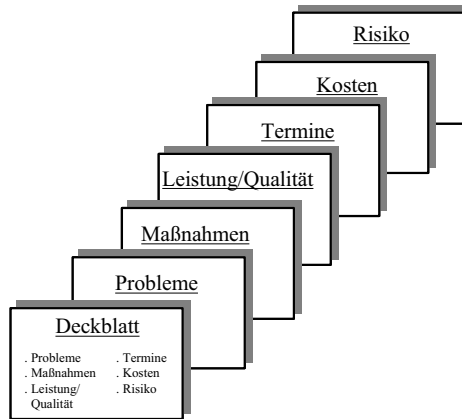 Risiko
Kosten
Termine
Leistung/Qualität
Maßnahmen
Probleme
Deckblatt
. Probleme
. Maßnahmen
. Leistung/
Qualität
. Termine
. Kosten
. Risiko